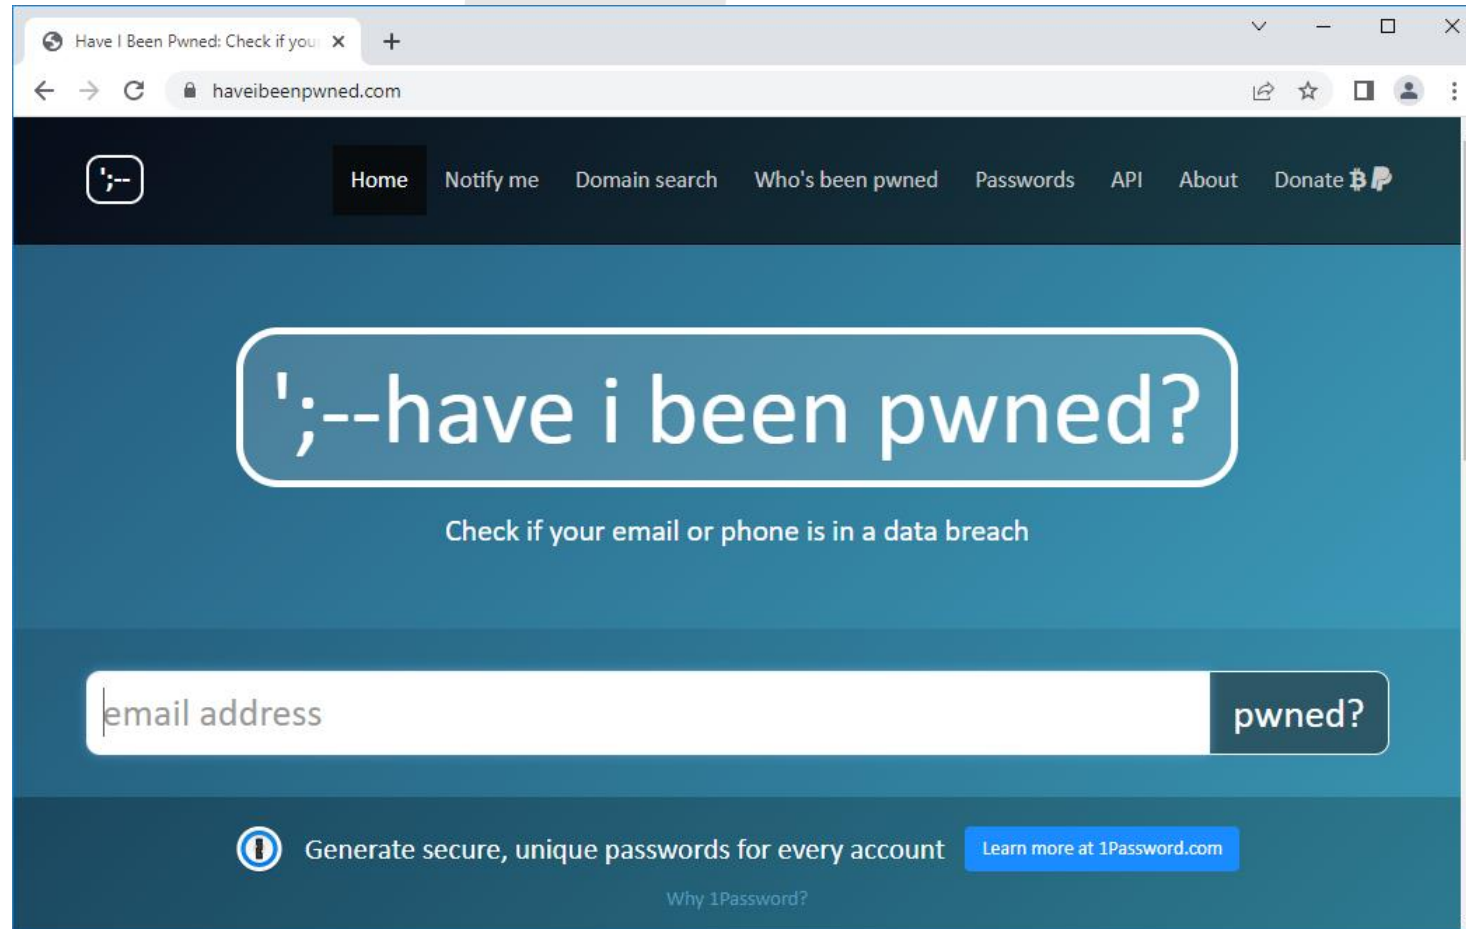 Have I Been Pwned: Check if you
haveibeenpwned.com
';--
Home Notify me Domain search Who's been pwned Passwords API About Donate
';--have i been pwned?
Check if your email or phone is in a data breach
email address
pwned?
Generate secure, unique passwords for every account
Learn more at 1Password.com
Why 1Password?